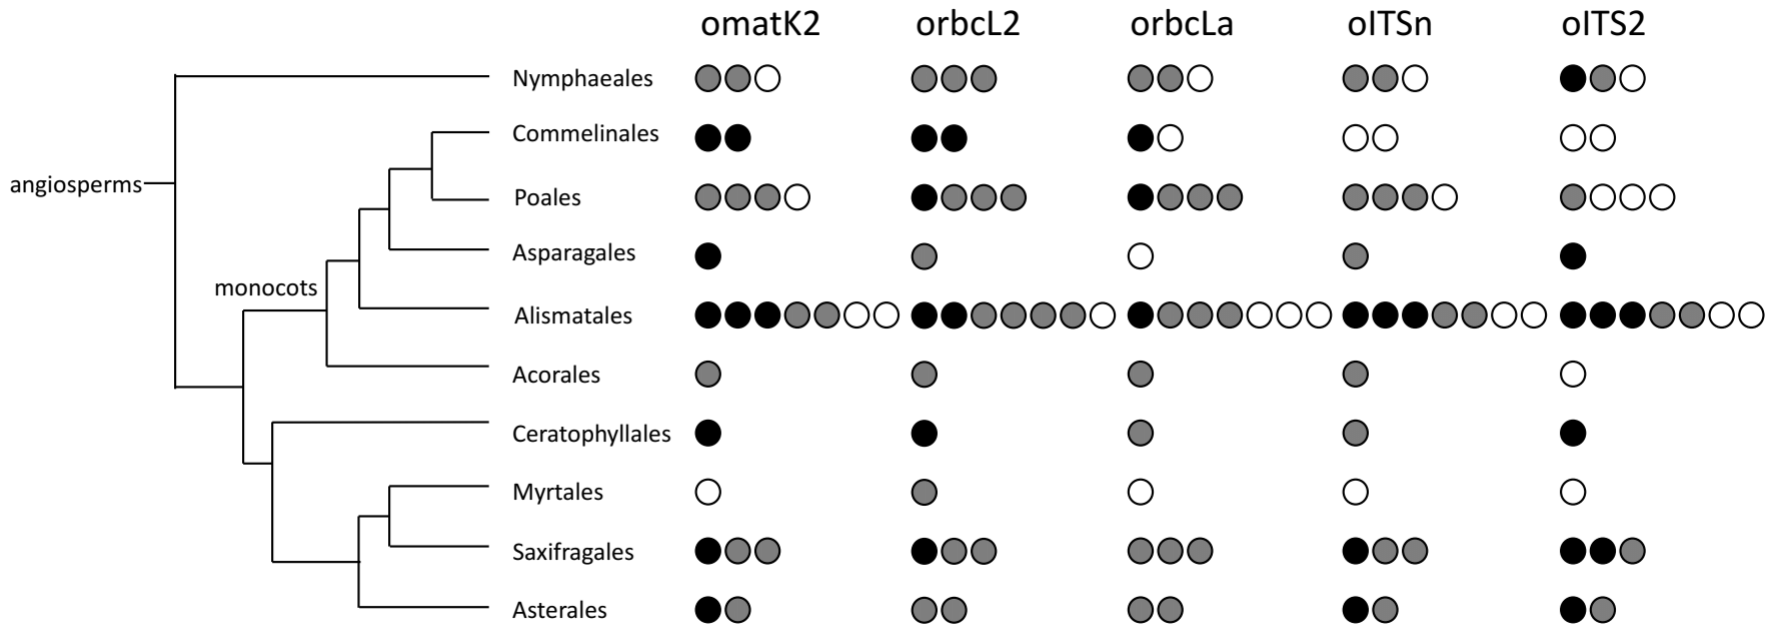 omatK2 orbcL2 orbcLa oITSn oITS2
Nymphaeales
Commelinales
angiosperms
Poales
Asparagales
monocots
Alismatales
Acorales
Ceratophyllales
Myrtales
Saxifragales
Asterales